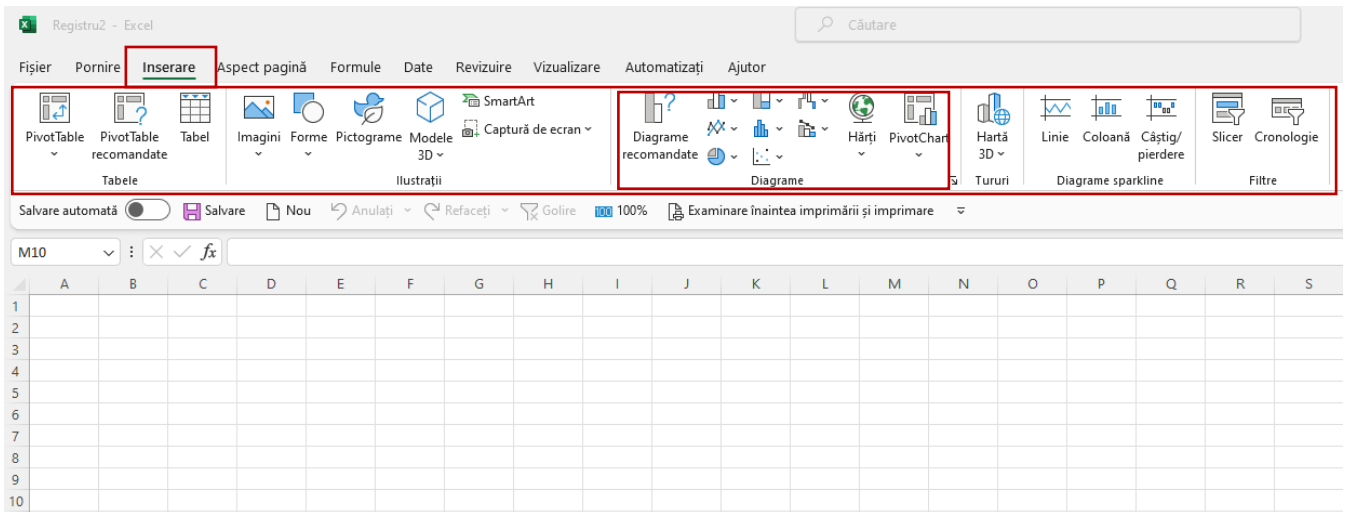 Registru2 - Excel
Căutare
Fișier Pornire Inserare Aspect pagină Formule Date Revizuire Vizualizare Automatizați Ajutor
PivotTable PivotTable recomandate Tabel
Tabele
Imagini Forme Pictograme Modele 3D SmartArt Captură de ecran
Ilustrații
Diagrame recomandate Hărți PivotChart
Diagrame
Hartă 3D
Tururi
Linie Coloană Câștig/ pierdere
Diagrame sparkline
Slicer Cronologie
Filtre
Salvare automată Salvare Nou Anulați Refaceți Golire 100 100% Examinare înaintea imprimării și imprimare
M10 fx
A B C D E F G H I J K L M N O P Q R S
1
2
3
4
5
6
7
8
9
10